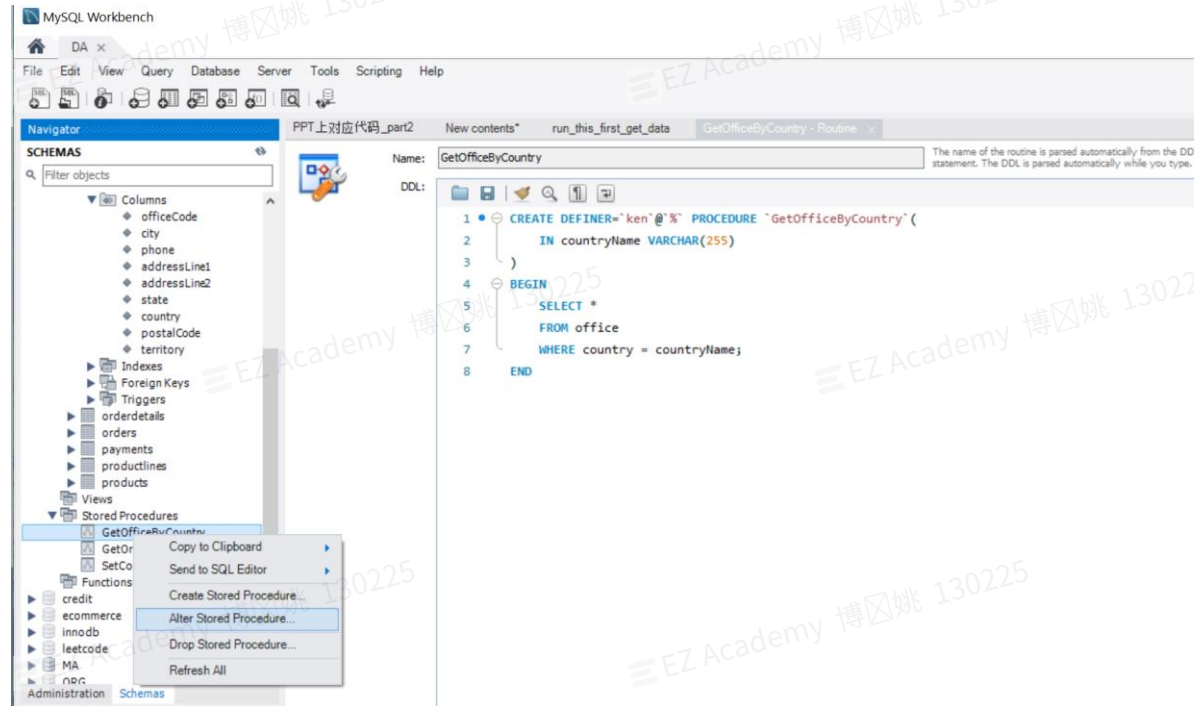 MySQL Workbench
DA ×
File Edit View Query Database Server Tools Scripting Help
Navigator
SCHEMAS
Filter objects
Columns
officeCode
city
phone
addressLine1
addressLine2
state
country
postalCode
territory
Indexes
Foreign Keys
Triggers
orderdetails
orders
payments
productlines
products
Views
Stored Procedures
GetOfficeByCountry
GetOr
SetCo
Functions
credit
ecommerce
innodb
leetcode
MA
ORG
Administration Schemas
Copy to Clipboard
Send to SQL Editor
Create Stored Procedure...
Alter Stored Procedure...
Drop Stored Procedure...
Refresh All
PPT上对应代码_part2 New contents* run_this_first_get_data GetOfficeByCountry - Routine ×
Name: GetOfficeByCountry
The name of the routine is parsed automatically from the DD
statement. The DDL is parsed automatically while you type.
DDL:
1 CREATE DEFINER=`ken`@`%` PROCEDURE `GetOfficeByCountry`(
2 IN countryName VARCHAR(255)
3 )
4 BEGIN
5 SELECT *
6 FROM office
7 WHERE country = countryName;
8 END
EZ Academy 博 姚 130225